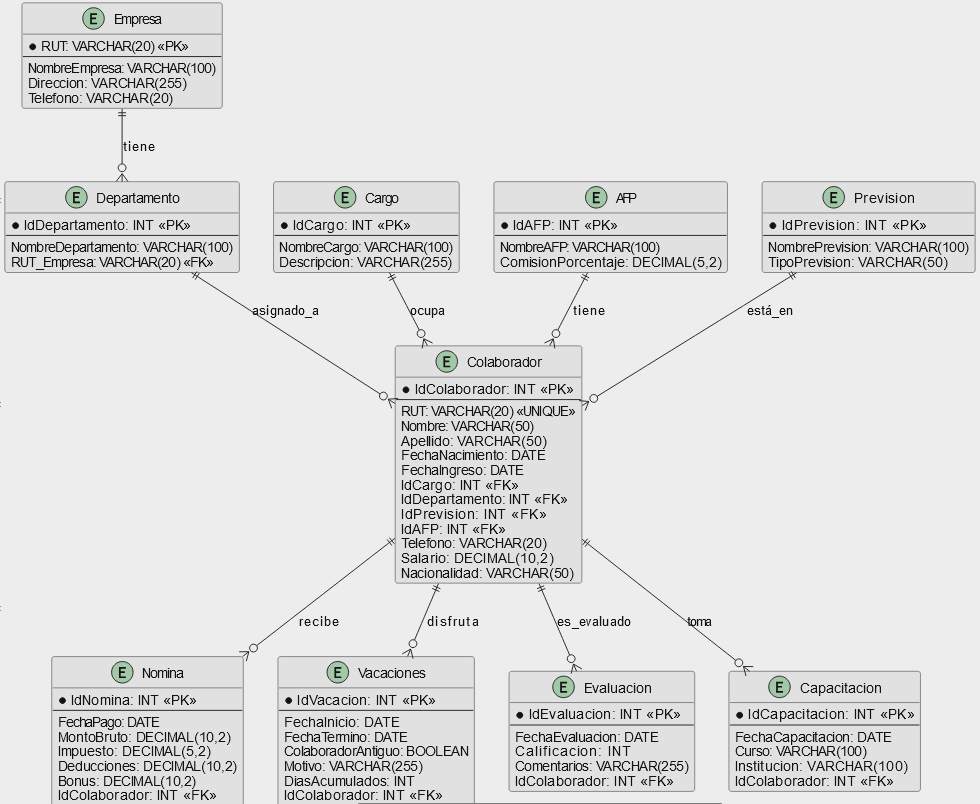 E Empresa
RUT: VARCHAR(20) «PK»
NombreEmpresa: VARCHAR(100)
Direccion: VARCHAR(255)
Telefono: VARCHAR(20)
tiene
E Departamento
IdDepartamento: INT «PK»
NombreDepartamento: VARCHAR(100)
RUT_Empresa: VARCHAR(20) «FK»
E Cargo
IdCargo: INT «PK»
NombreCargo: VARCHAR(100)
Descripcion: VARCHAR(255)
E AFP
IdAFP: INT «PK»
NombreAFP: VARCHAR(100)
ComisionPorcentaje: DECIMAL(5,2)
E Prevision
IdPrevision: INT «PK»
NombrePrevision: VARCHAR(100)
TipoPrevision: VARCHAR(50)
asignado_a
ocupa
tiene
está_en
E Colaborador
IdColaborador: INT «PK»
RUT: VARCHAR(20) «UNIQUE»
Nombre: VARCHAR(50)
Apellido: VARCHAR(50)
FechaNacimiento: DATE
FechaIngreso: DATE
IdCargo: INT «FK»
IdDepartamento: INT «FK»
IdPrevision: INT «FK»
IdAFP: INT «FK»
Telefono: VARCHAR(20)
Salario: DECIMAL(10,2)
Nacionalidad: VARCHAR(50)
recibe
disfruta
es_evaluado
toma
E Nomina
IdNomina: INT «PK»
FechaPago: DATE
MontoBruto: DECIMAL(10,2)
Impuesto: DECIMAL(5,2)
Deducciones: DECIMAL(10,2)
Bonus: DECIMAL(10,2)
IdColaborador: INT «FK»
E Vacaciones
IdVacacion: INT «PK»
FechaInicio: DATE
FechaTermino: DATE
ColaboradorAntiguo: BOOLEAN
Motivo: VARCHAR(255)
DiasAcumulados: INT
IdColaborador: INT «FK»
E Evaluacion
IdEvaluacion: INT «PK»
FechaEvaluacion: DATE
Calificacion: INT
Comentarios: VARCHAR(255)
IdColaborador: INT «FK»
E Capacitacion
IdCapacitacion: INT «PK»
FechaCapacitacion: DATE
Curso: VARCHAR(100)
Institucion: VARCHAR(100)
IdColaborador: INT «FK»